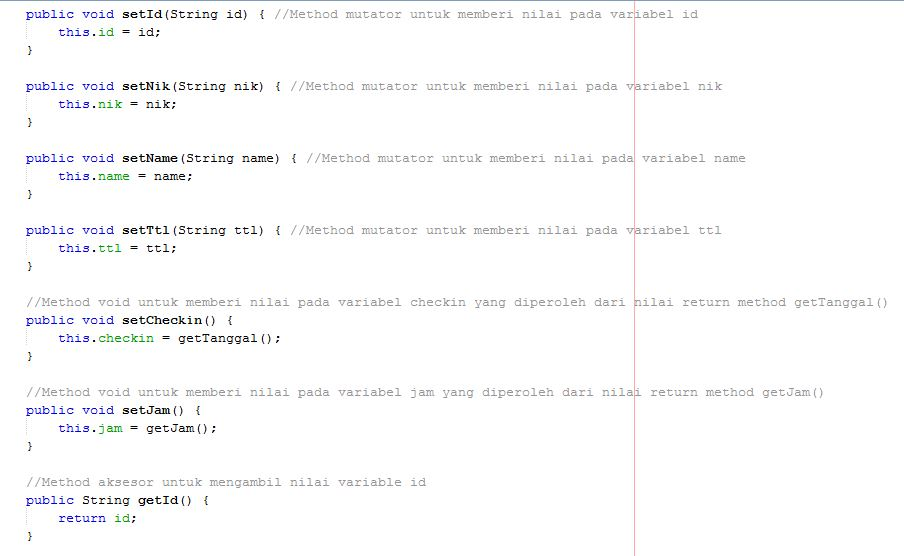 public void setId(String id) { //Method mutator untuk memberi nilai pada variabel id
    this.id = id;
}

public void setNik(String nik) { //Method mutator untuk memberi nilai pada variabel nik
    this.nik = nik;
}

public void setName(String name) { //Method mutator untuk memberi nilai pada variabel name
    this.name = name;
}

public void setTtl(String ttl) { //Method mutator untuk memberi nilai pada variabel ttl
    this.ttl = ttl;
}

//Method void untuk memberi nilai pada variabel checkin yang diperoleh dari nilai return method getTanggal()
public void setCheckin() {
    this.checkin = getTanggal();
}

//Method void untuk memberi nilai pada variabel jam yang diperoleh dari nilai return method getJam()
public void setJam() {
    this.jam = getJam();
}

//Method aksesor untuk mengambil nilai variable id
public String getId() {
    return id;
}